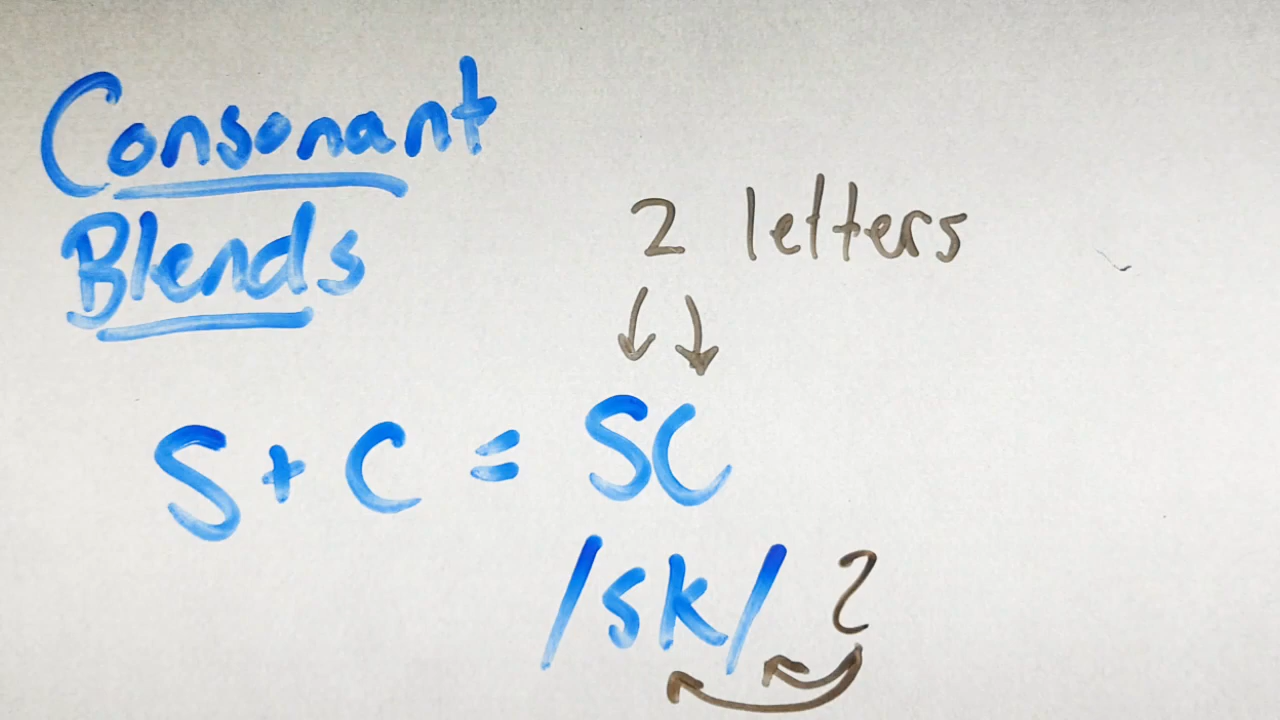 Consonant
Blends
2 letters
S + C = SC
/sk/ 2